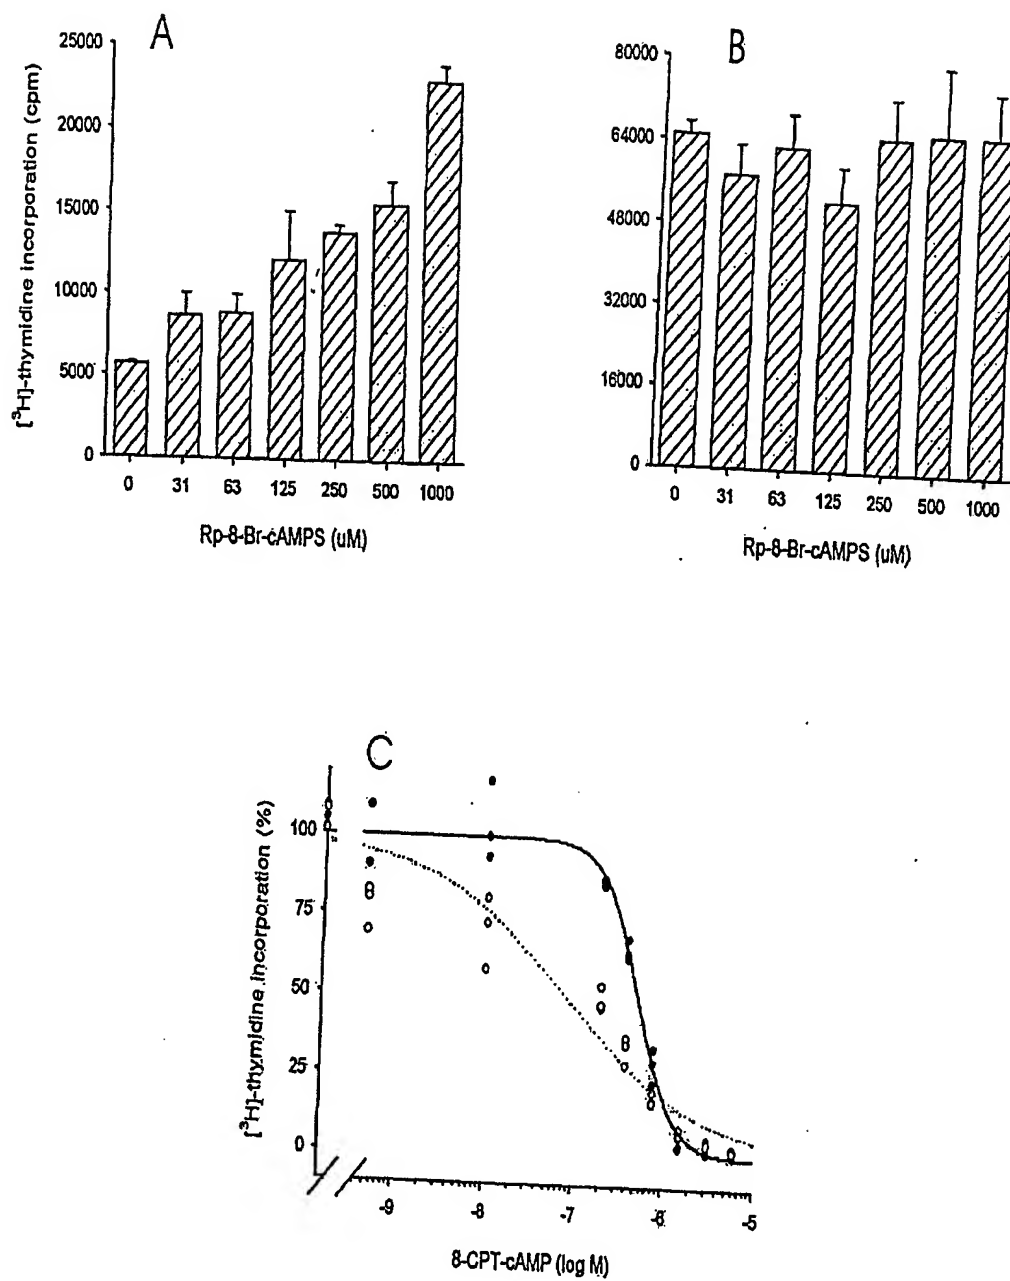 A
[³H]-thymidine incorporation (cpm)
25000
20000
15000
10000
5000
0
0 31 63 125 250 500 1000
Rp-8-Br-cAMPS (uM)
B
80000
64000
48000
32000
16000
0
0 31 63 125 250 500 1000
Rp-8-Br-cAMPS (uM)
C
[³H]-thymidine incorporation (%)
100
75
50
25
0
-9 -8 -7 -6 -5
8-CPT-cAMP (log M)